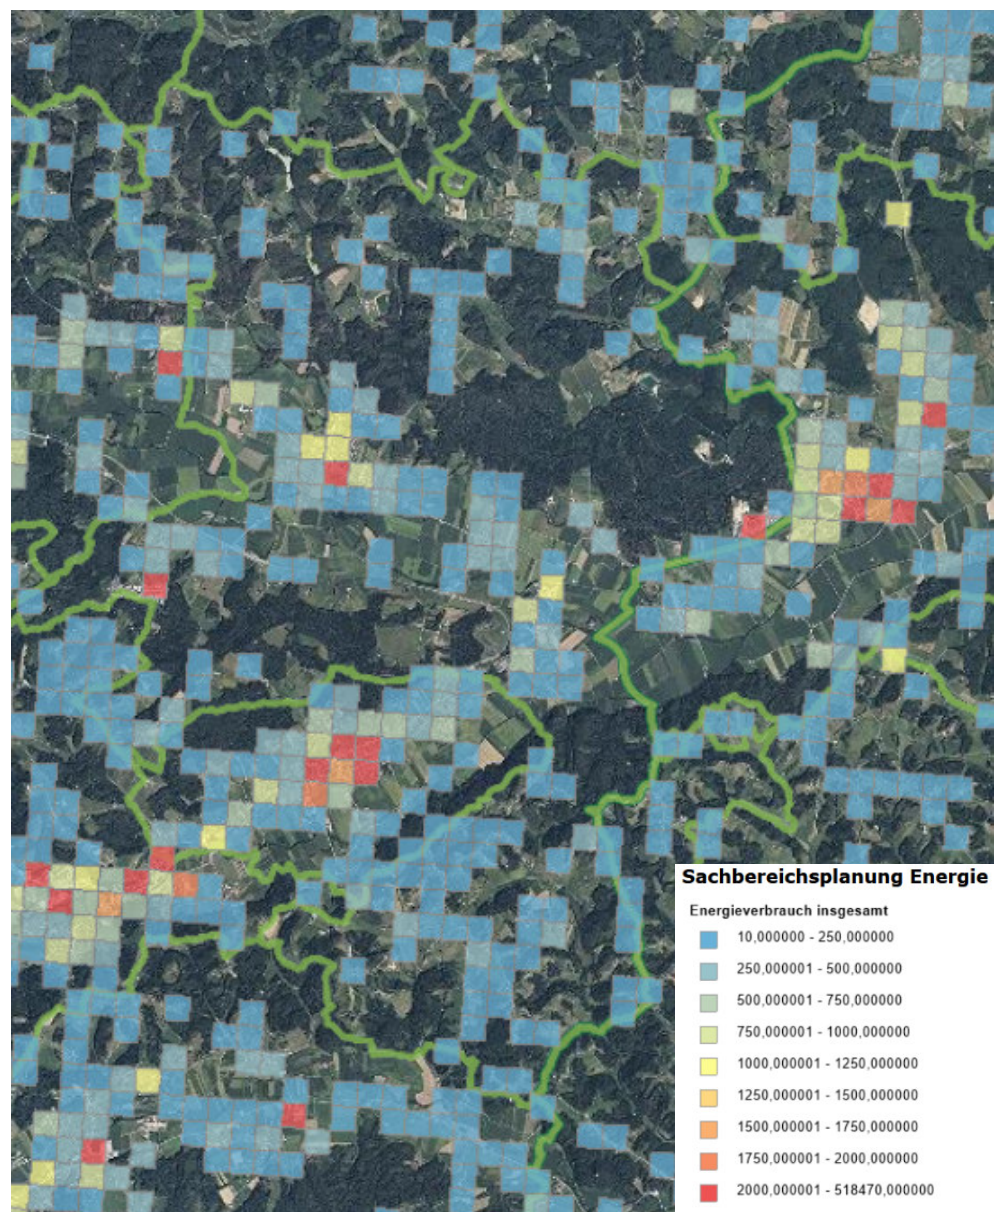 Sachbereichsplanung Energie
Energieverbrauch insgesamt
10,000000 - 250,000000
250,000001 - 500,000000
500,000001 - 750,000000
750,000001 - 1000,000000
1000,000001 - 1250,000000
1250,000001 - 1500,000000
1500,000001 - 1750,000000
1750,000001 - 2000,000000
2000,000001 - 518470,000000